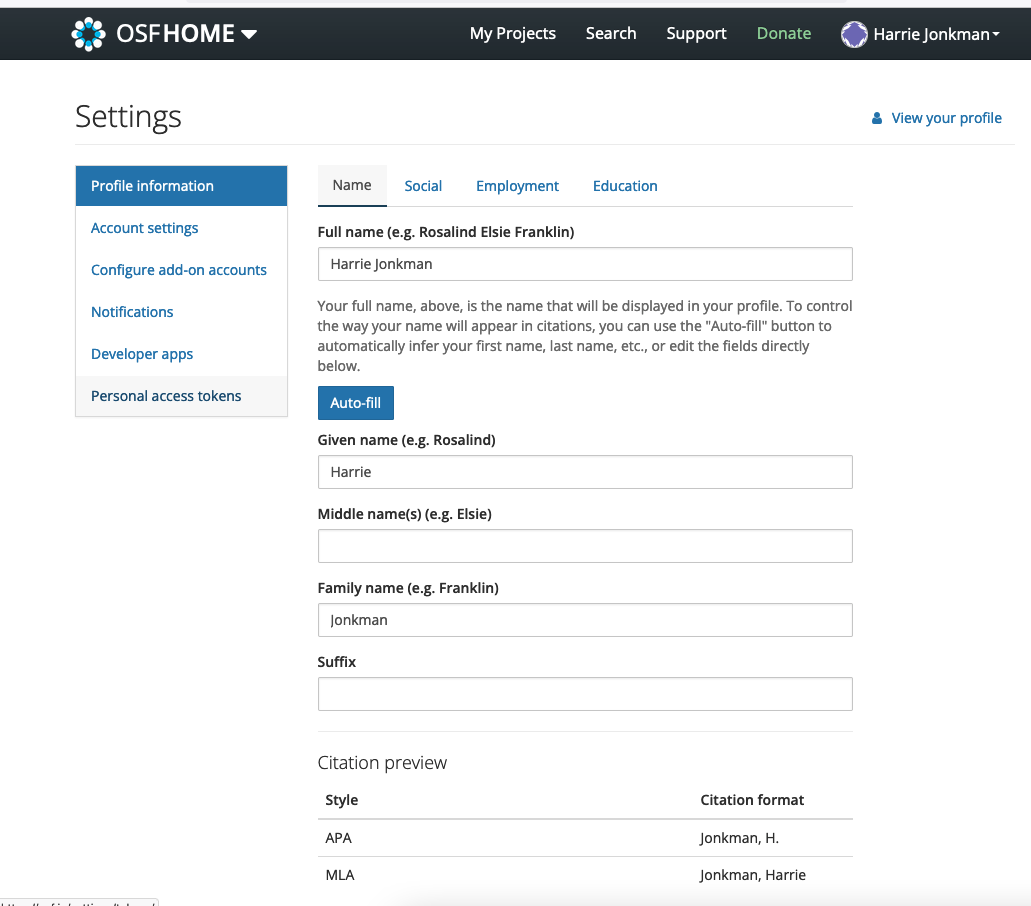 OSFHOME My Projects Search Support Donate Harrie Jonkman
Settings
View your profile
Profile information
Account settings
Configure add-on accounts
Notifications
Developer apps
Personal access tokens
Name Social Employment Education
Full name (e.g. Rosalind Elsie Franklin)
Harrie Jonkman
Your full name, above, is the name that will be displayed in your profile. To control
the way your name will appear in citations, you can use the "Auto-fill" button to
automatically infer your first name, last name, etc., or edit the fields directly
below.
Auto-fill
Given name (e.g. Rosalind)
Harrie
Middle name(s) (e.g. Elsie)
Family name (e.g. Franklin)
Jonkman
Suffix
Citation preview
Style Citation format
APA Jonkman, H.
MLA Jonkman, Harrie